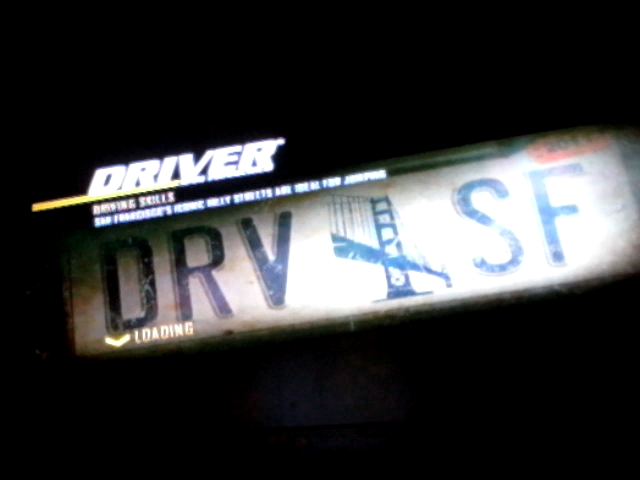 DRIVER
DRIVING SKILLS
SAN FRANCISCO'S ICONIC HILLY STREETS ARE IDEAL FOR JUMPING
DRV SF
LOADING